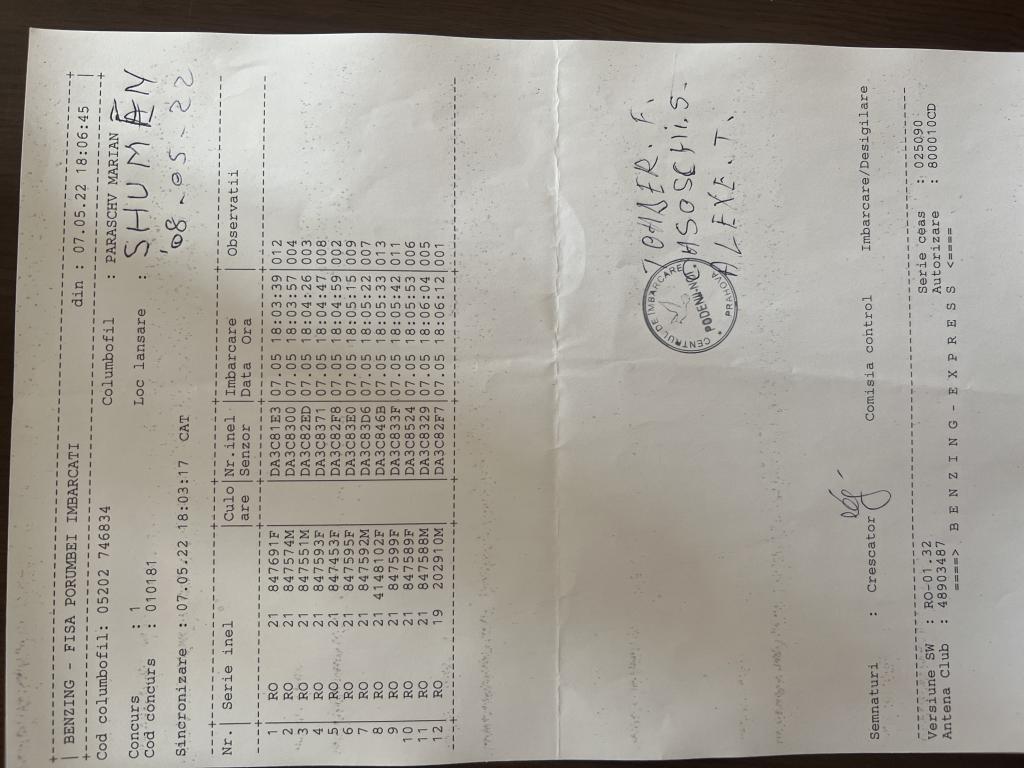 BENZING - FISA PORUMBEI IMBARCATI din : 07.05.22 18:06:45
Cod columbofil: 05202 746834 Columbofil : PARASCHV MARIAN
Concurs : 1
Cod concurs : 010181 Loc lansare : SHUMEN
'08-05-22
Sincronizare :07.05.22 18:03:17 CAT
Nr. | Serie inel | Culo | Nr.inel | Imbarcare | Observatii
are | Senzor | Data Ora
1 | RO 21 847691F | | DA3C81E3 | 07.05 18:03:39 | 012
2 | RO 21 847574M | | DA3C8300 | 07.05 18:03:57 | 004
3 | RO 21 847551M | | DA3C82ED | 07.05 18:04:26 | 003
4 | RO 21 847593F | | DA3C8371 | 07.05 18:04:47 | 008
5 | RO 21 847453F | | DA3C82F8 | 07.05 18:04:59 | 002
6 | RO 21 847595F | | DA3C83E0 | 07.05 18:05:15 | 009
7 | RO 21 847592M | | DA3C83D6 | 07.05 18:05:22 | 007
8 | RO 21 4148102F | | DA3C846B | 07.05 18:05:33 | 013
9 | RO 21 847599F | | DA3C833F | 07.05 18:05:42 | 011
10 | RO 21 847589F | | DA3C8524 | 07.05 18:05:53 | 006
11 | RO 21 847588M | | DA3C8329 | 07.05 18:06:04 | 005
12 | RO 19 202910M | | DA3C82F7 | 07.05 18:06:12 | 001
F.
MOSCHII.S.
ALEXE.T.
CENTRUL DE IMBARCARE
PRAHOVA
Semnaturi : Crescator Comisia control Imbarcare/Desigilare
Versiune SW : RO-01.32 Serie ceas : 025090
Antena Club : 48903487 Autorizare : 800010CD
====> B E N Z I N G - E X P R E S S <====